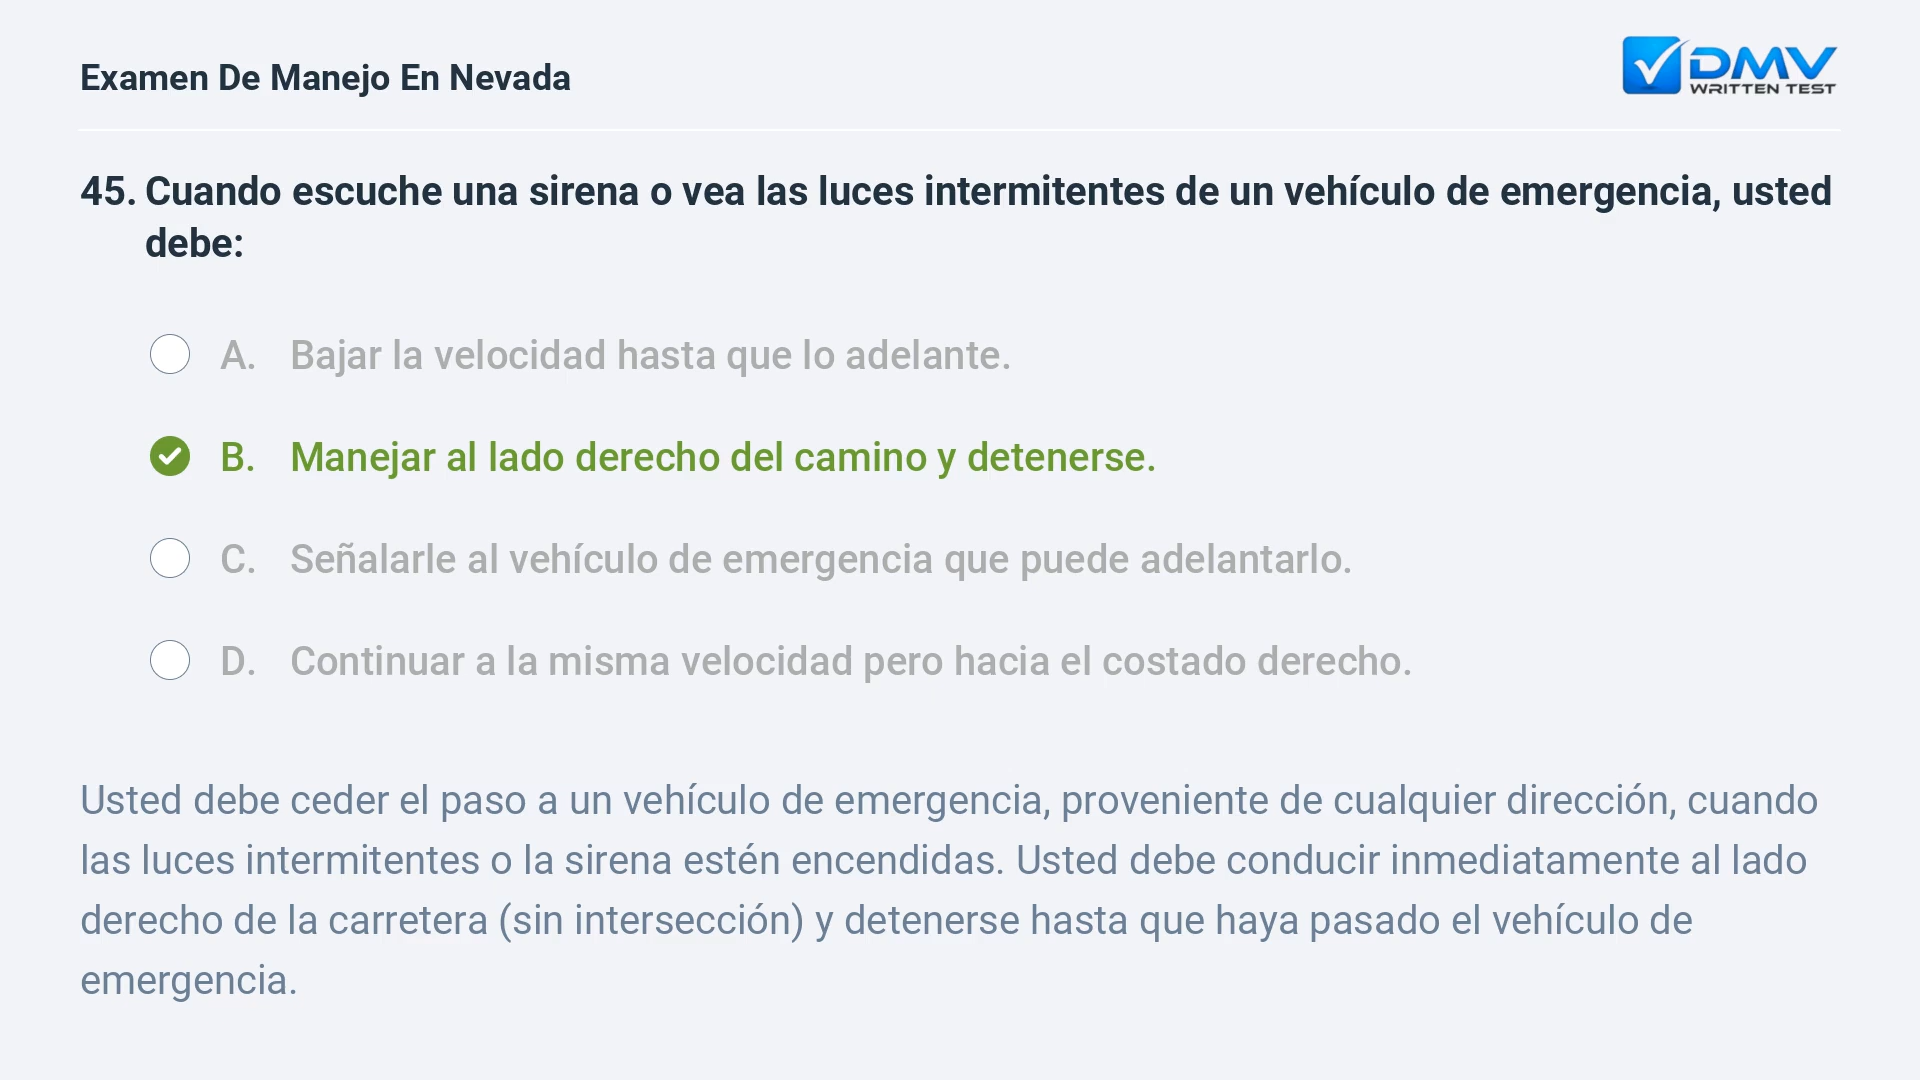 Examen De Manejo En Nevada
DMV
WRITTEN TEST
45. Cuando escuche una sirena o vea las luces intermitentes de un vehículo de emergencia, usted
debe:
A. Bajar la velocidad hasta que lo adelante.
B. Manejar al lado derecho del camino y detenerse.
C. Señalarle al vehículo de emergencia que puede adelantarlo.
D. Continuar a la misma velocidad pero hacia el costado derecho.
Usted debe ceder el paso a un vehículo de emergencia, proveniente de cualquier dirección, cuando
las luces intermitentes o la sirena estén encendidas. Usted debe conducir inmediatamente al lado
derecho de la carretera (sin intersección) y detenerse hasta que haya pasado el vehículo de
emergencia.